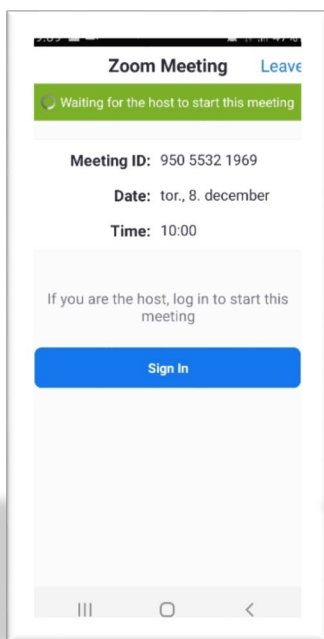 Zoom Meeting Leave
Waiting for the host to start this meeting
Meeting ID: 950 5532 1969
Date: tor., 8. december
Time: 10:00
If you are the host, log in to start this
meeting
Sign In